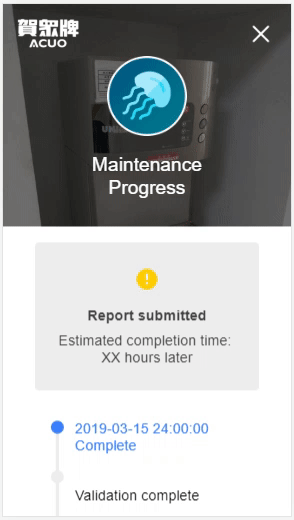 賀眾牌
ACUO
Maintenance
Progress
Report submitted
Estimated completion time:
XX hours later
2019-03-15 24:00:00
Complete
Validation complete